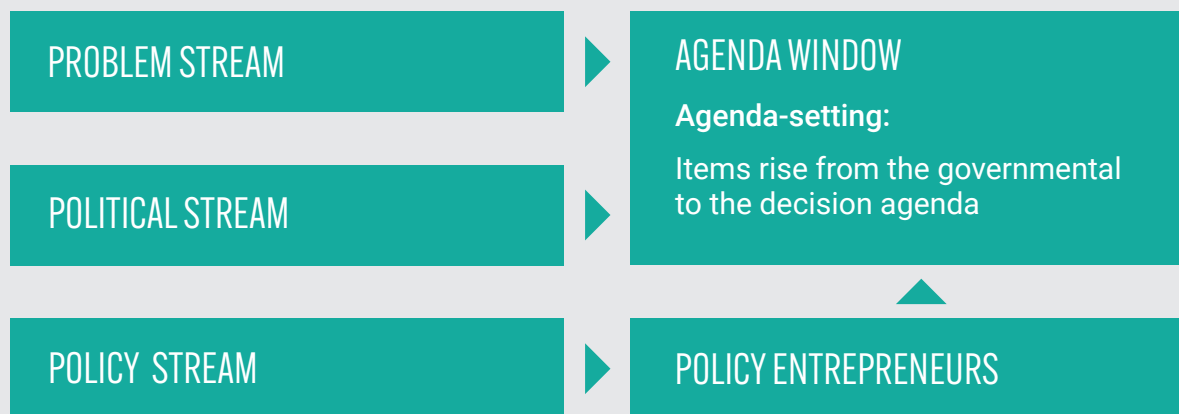 PROBLEM STREAM
AGENDA WINDOW
Agenda-setting:
Items rise from the governmental
to the decision agenda
POLITICAL STREAM
POLICY STREAM
POLICY ENTREPRENEURS